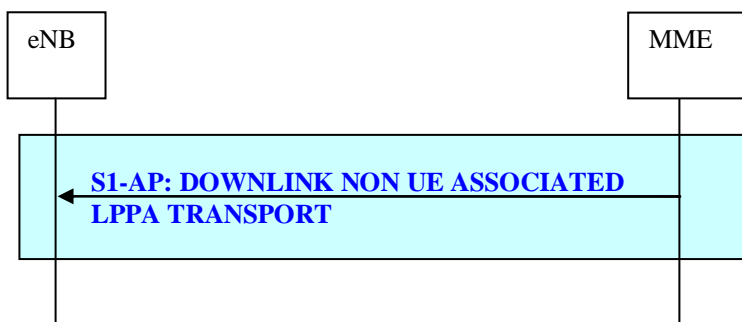 eNB
MME
S1-AP: DOWNLINK NON UE ASSOCIATED
LPPA TRANSPORT